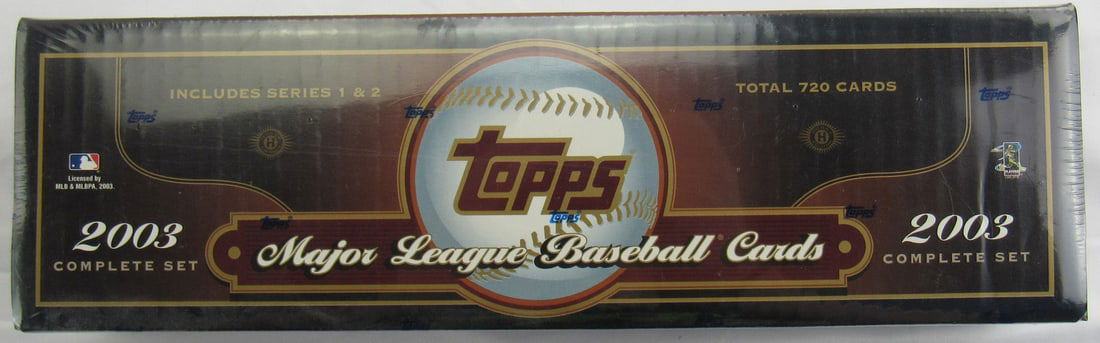 INCLUDES SERIES 1 & 2
TOTAL 720 CARDS
Topps
Topps
Topps
Topps
Topps
Licensed by
MLB & MLBPA, 2003.
Topps
Topps
Topps
2003
COMPLETE SET
Major League Baseball® Cards
2003
COMPLETE SET